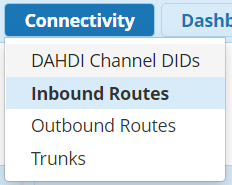 Connectivity
DAHDI Channel DIDs
Inbound Routes
Outbound Routes
Trunks